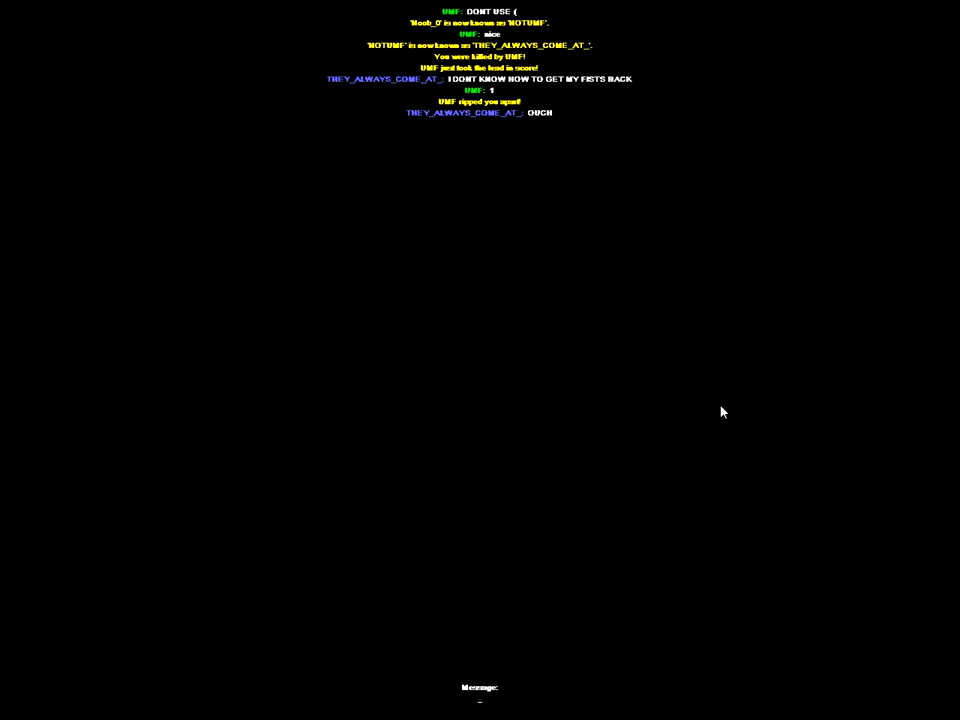 UMF: DONT USE (
'Noob_0' is now known as 'NOTUMF'.
UMF: nice
'NOTUMF' is now known as 'THEY_ALWAYS_COME_AT_'.
You were killed by UMF!
UMF just took the lead in score!
THEY_ALWAYS_COME_AT_: I DONT KNOW HOW TO GET MY FISTS BACK
UMF: 1
UMF ripped you apart!
THEY_ALWAYS_COME_AT_: OUCH
Message:
_